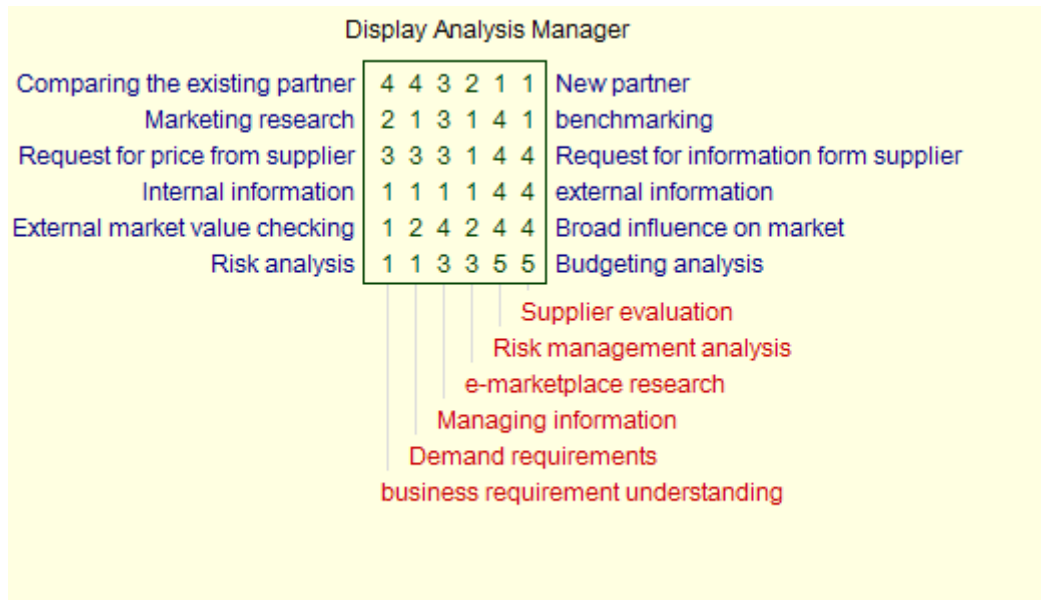 Display Analysis Manager
Comparing the existing partner 4 4 3 2 1 1 New partner
Marketing research 2 1 3 1 4 1 benchmarking
Request for price from supplier 3 3 3 1 4 4 Request for information form supplier
Internal information 1 1 1 1 4 4 external information
External market value checking 1 2 4 2 4 4 Broad influence on market
Risk analysis 1 1 3 3 5 5 Budgeting analysis
Supplier evaluation
Risk management analysis
e-marketplace research
Managing information
Demand requirements
business requirement understanding